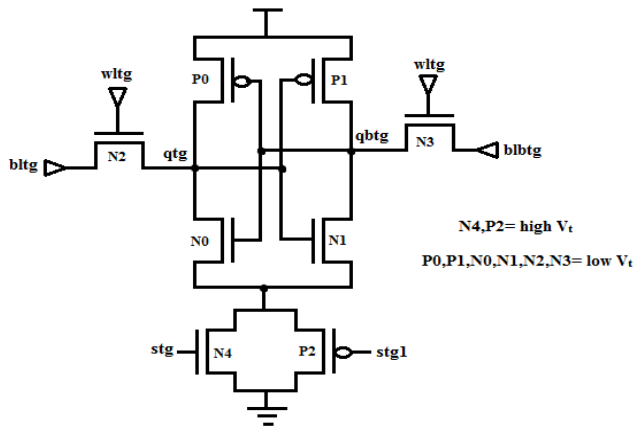 wltg
P0
P1
wltg
bltg
N2
qtg
qbtg
N3
blbtg
N0
N1
N4,P2= high Vₜ
P0,P1,N0,N1,N2,N3= low Vₜ
stg
N4
P2
stg1